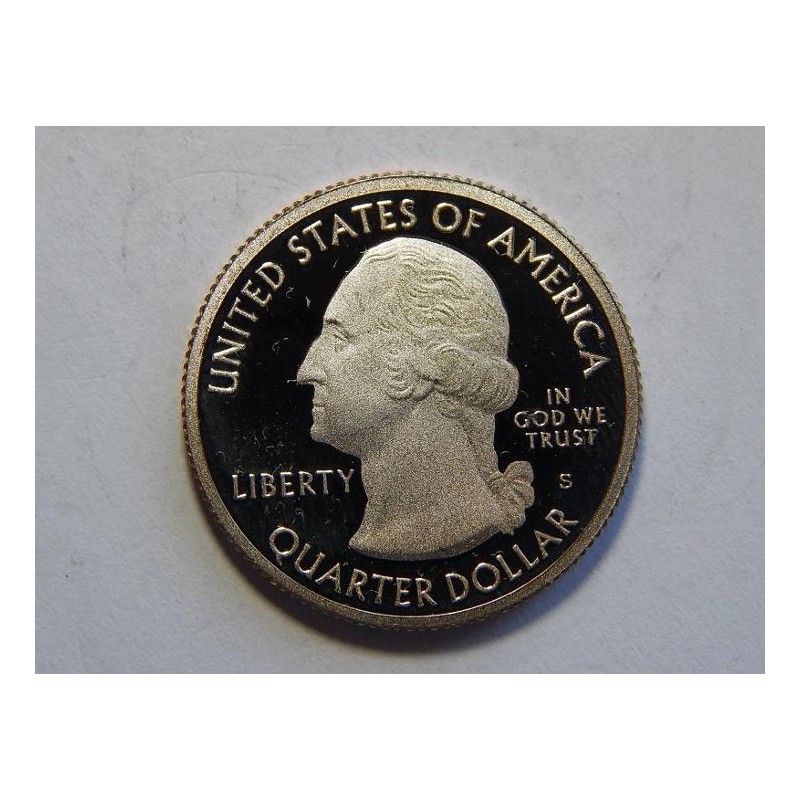 UNITED STATES OF AMERICA
IN
GOD WE
TRUST
LIBERTY
S
QUARTER DOLLAR